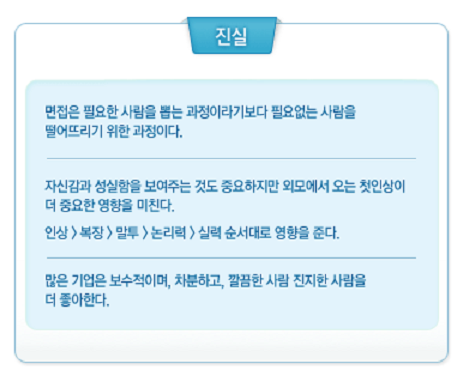 진실
면접은 필요한 사람을 뽑는 과정이라기보다 필요없는 사람을
떨어뜨리기 위한 과정이다.
자신감과 성실함을 보여주는 것도 중요하지만 외모에서 오는 첫인상이
더 중요한 영향을 미친다.
인상 > 복장 > 말투 > 논리력 > 실력 순서대로 영향을 준다.
많은 기업은 보수적이며, 차분하고, 깔끔한 사람 진지한 사람을
더 좋아한다.